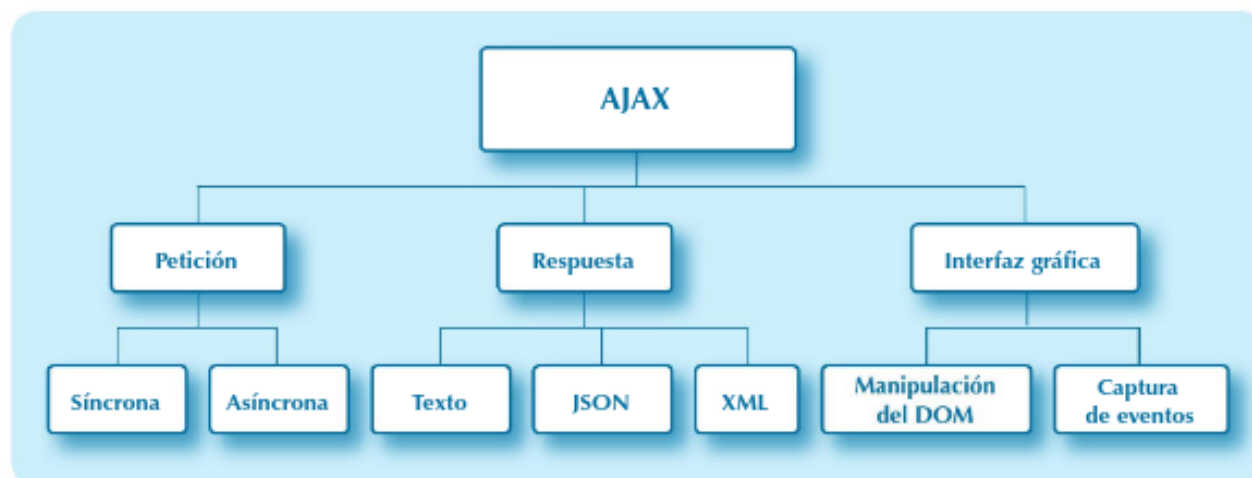 AJAX
Petición
Respuesta
Interfaz gráfica
Síncrona
Asíncrona
Texto
JSON
XML
Manipulación
del DOM
Captura
de eventos